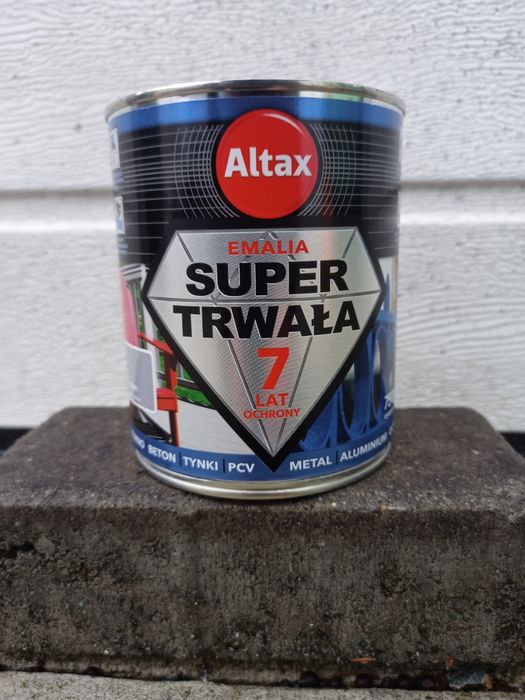 Altax
EMALIA
SUPER
TRWAŁA
7
LAT
OCHRONY
BETON | TYNKI | PCV
METAL | ALUMINIUM